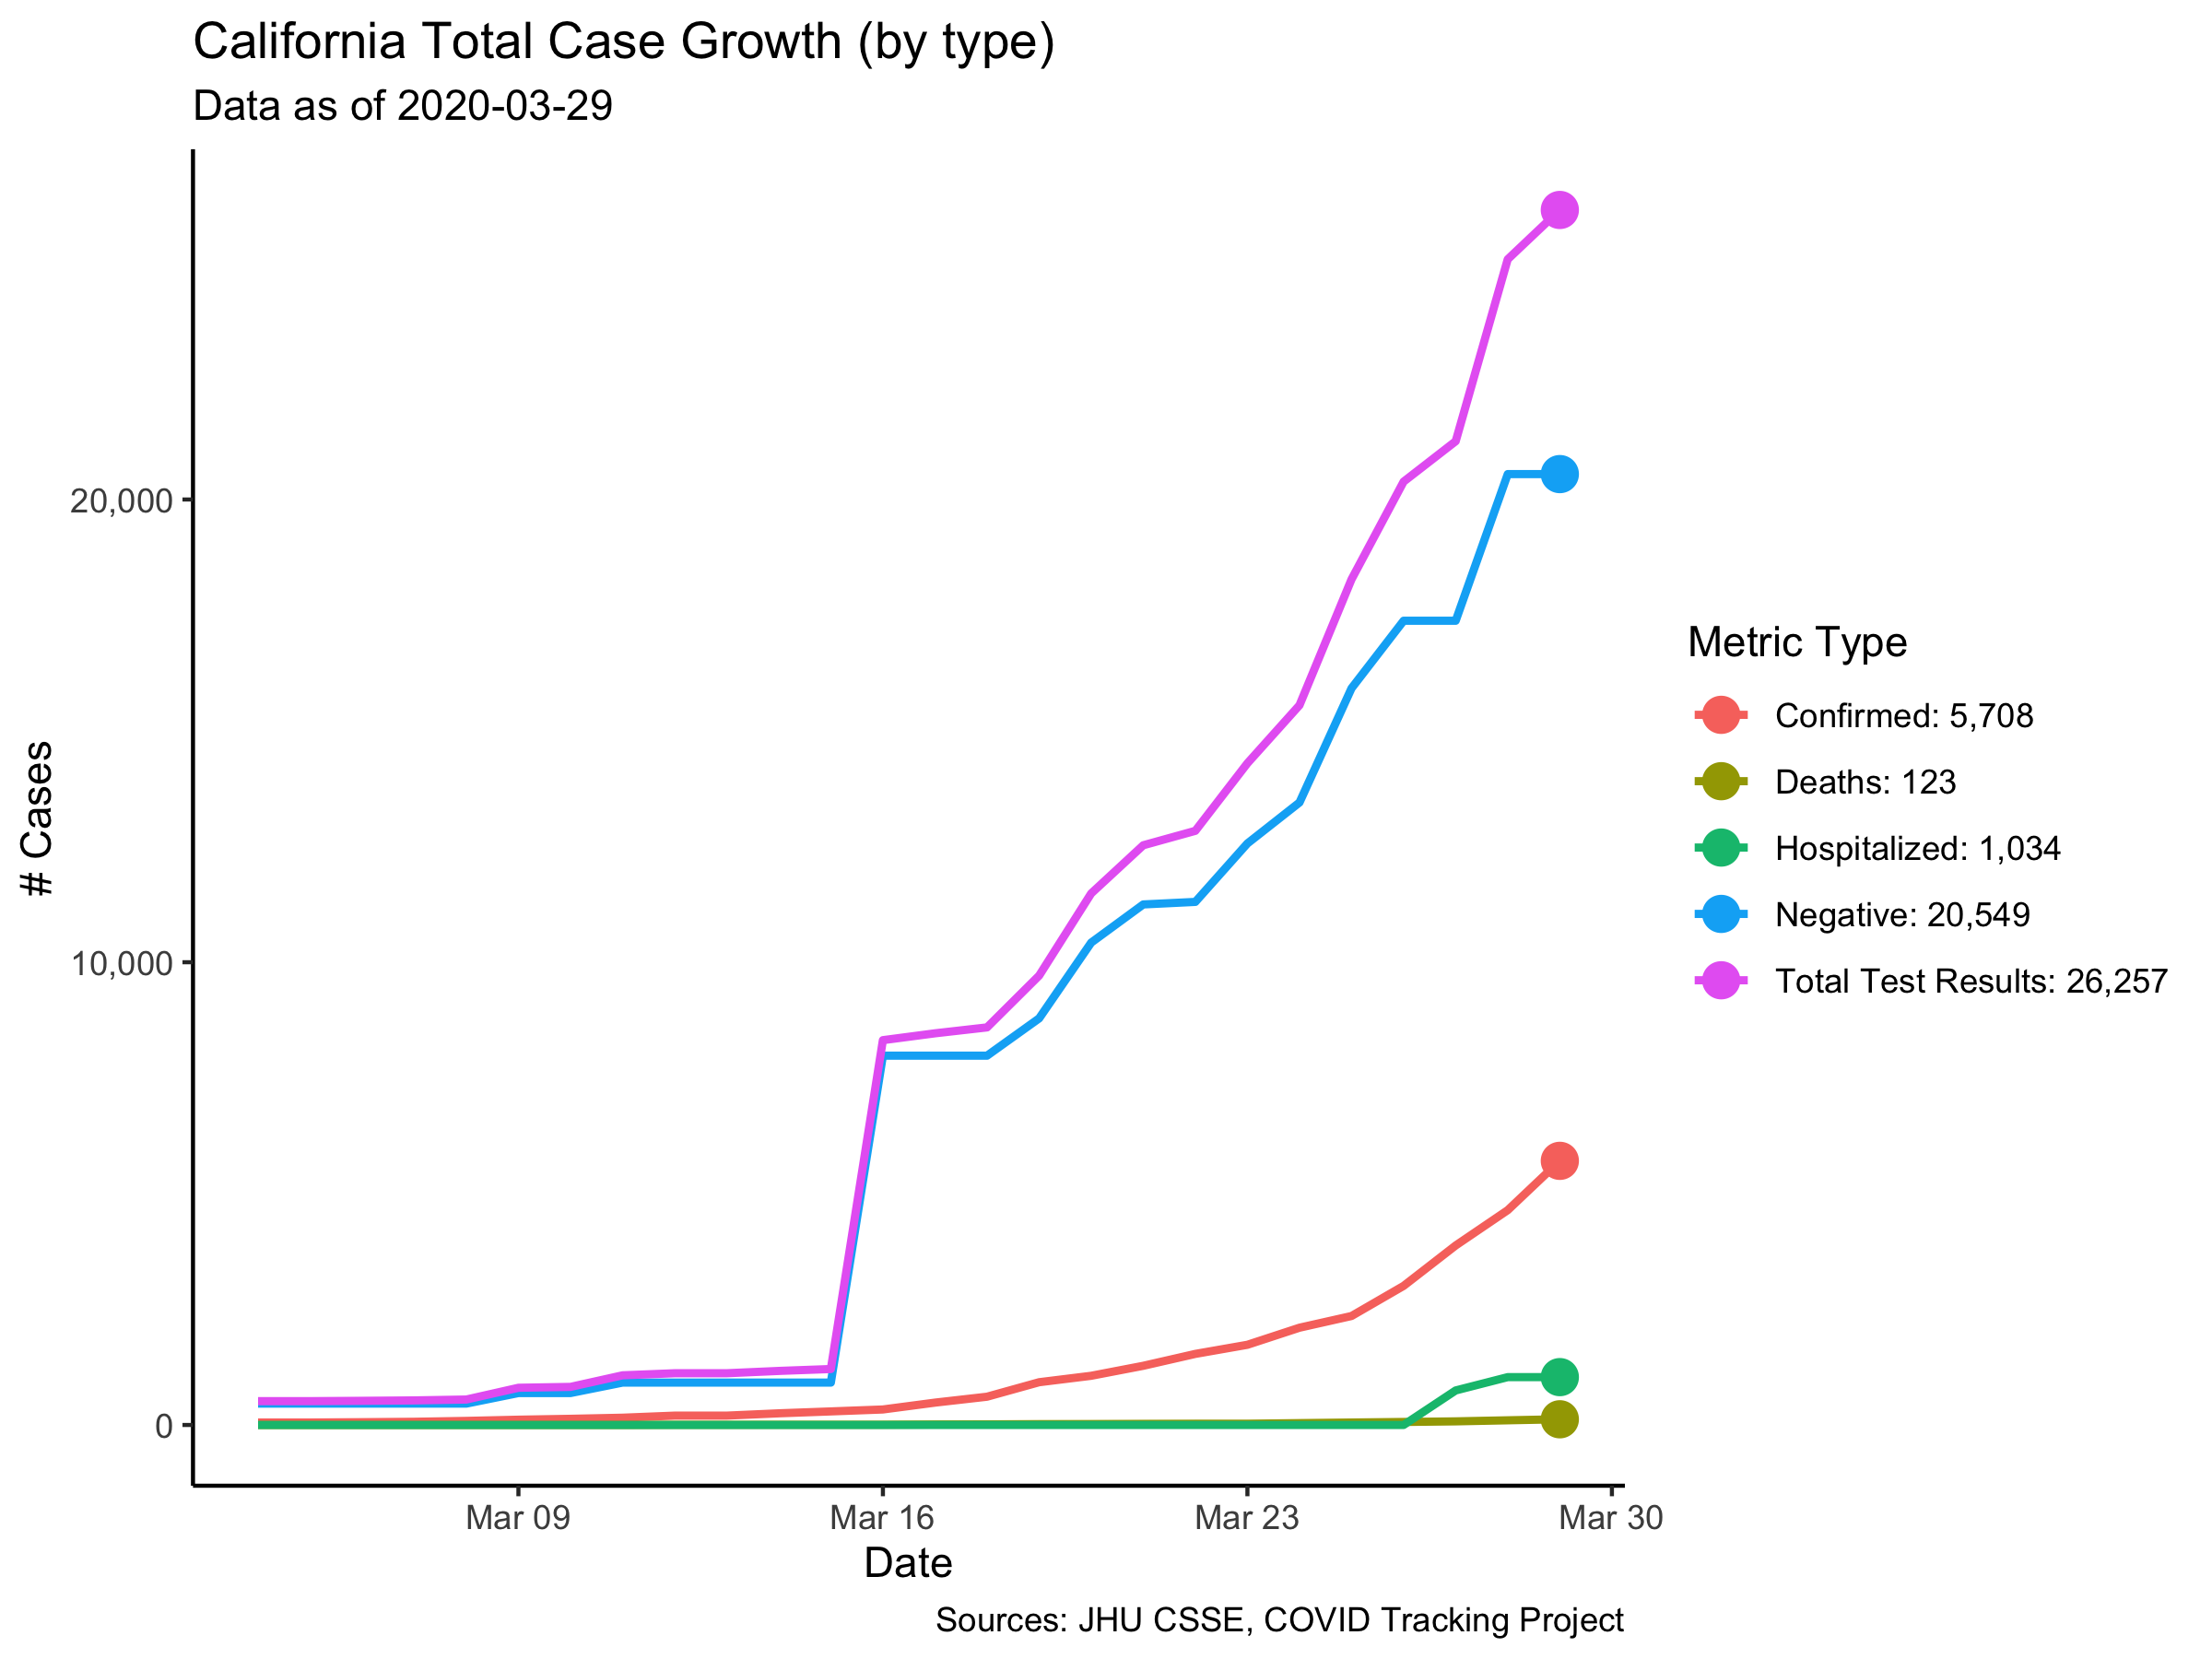 California Total Case Growth (by type)
Data as of 2020-03-29
# Cases
20,000
10,000
0
Mar 09
Mar 16
Mar 23
Mar 30
Date
Metric Type
Confirmed: 5,708
Deaths: 123
Hospitalized: 1,034
Negative: 20,549
Total Test Results: 26,257
Sources: JHU CSSE, COVID Tracking Project